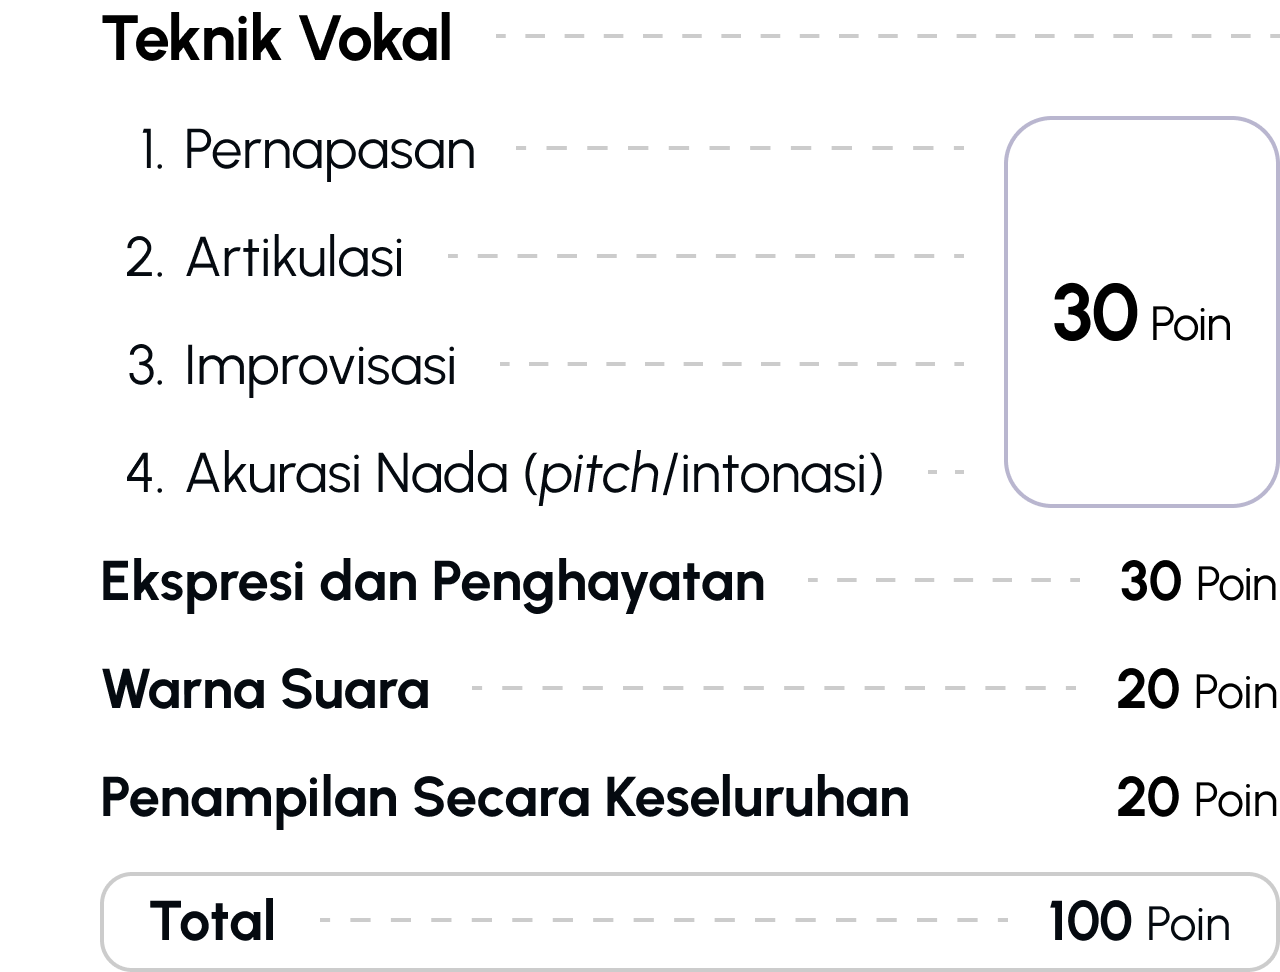 Teknik Vokal
1. Pernapasan
2. Artikulasi
3. Improvisasi
4. Akurasi Nada (pitch/intonasi)
30 Poin
Ekspresi dan Penghayatan 30 Poin
Warna Suara 20 Poin
Penampilan Secara Keseluruhan 20 Poin
Total 100 Poin